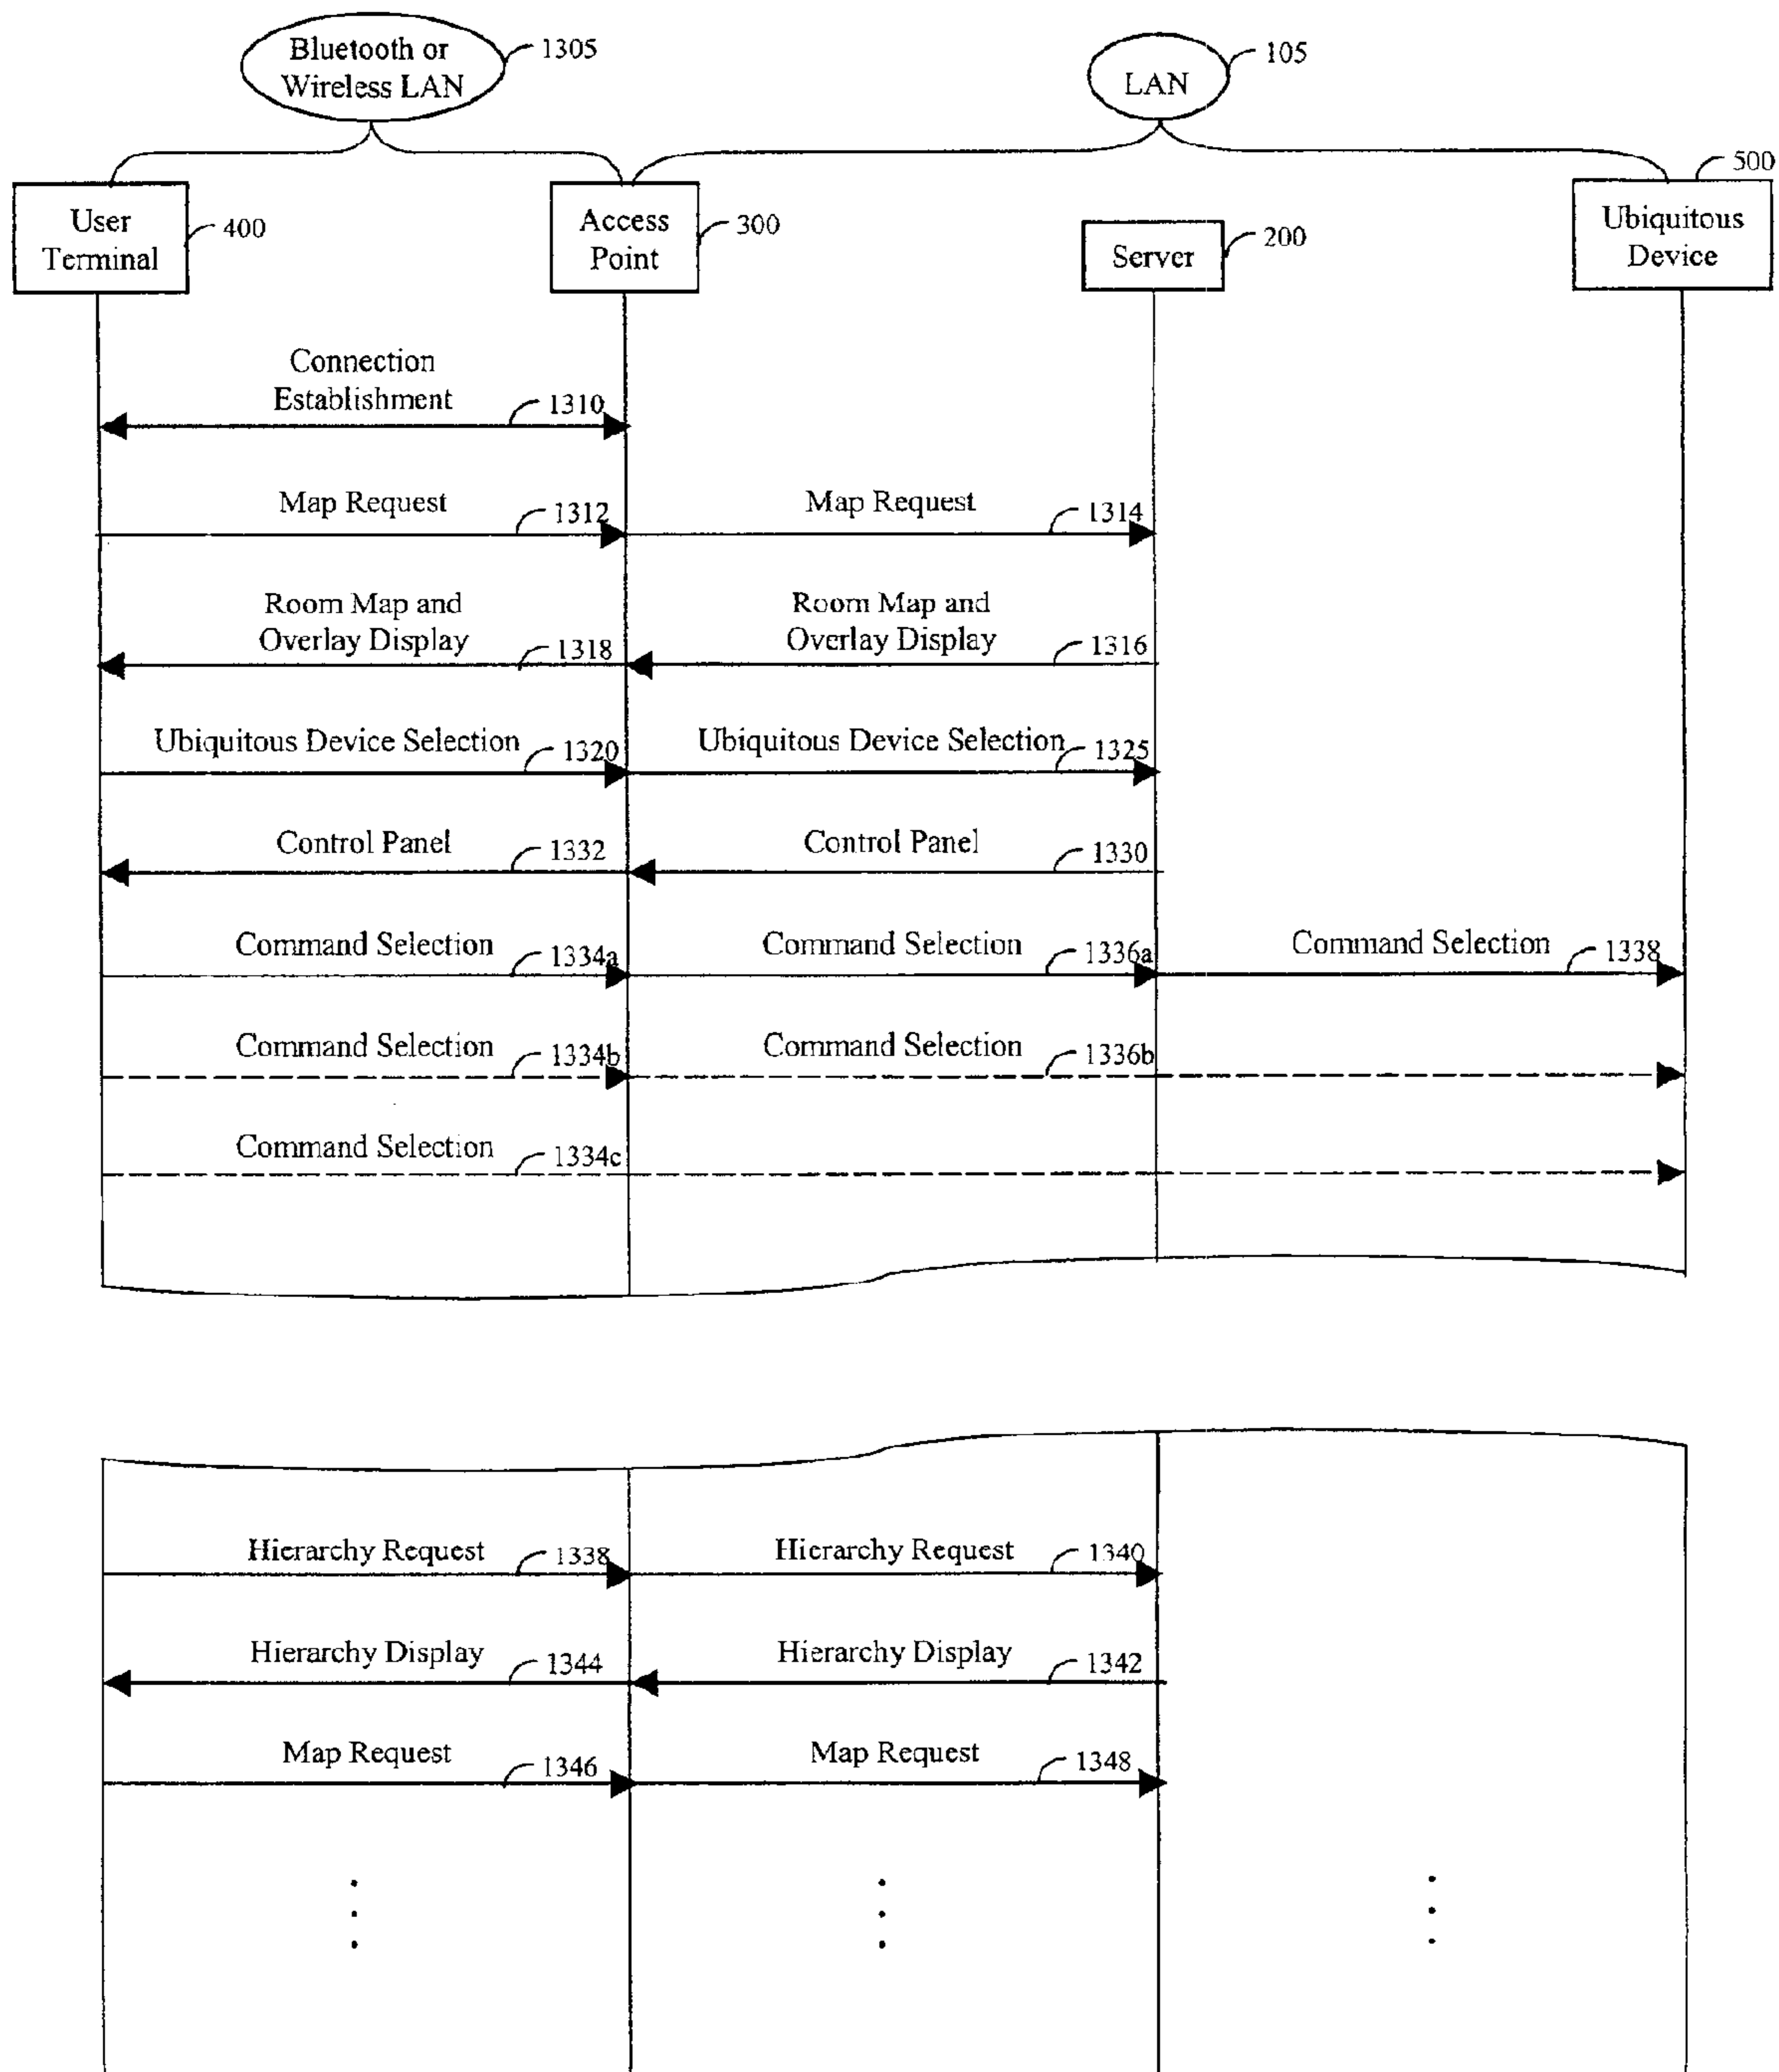 Bluetooth or
Wireless LAN
1305
LAN
105
User
Terminal
400
Access
Point
300
Server
200
Ubiquitous
Device
500
Connection
Establishment
1310
Map Request
1312
Map Request
1314
Room Map and
Overlay Display
1318
Room Map and
Overlay Display
1316
Ubiquitous Device Selection
1320
Ubiquitous Device Selection
1325
Control Panel
1332
Control Panel
1330
Command Selection
1334a
Command Selection
1336a
Command Selection
1338
Command Selection
1334b
Command Selection
1336b
Command Selection
1334c
Hierarchy Request
1338
Hierarchy Request
1340
Hierarchy Display
1344
Hierarchy Display
1342
Map Request
1346
Map Request
1348